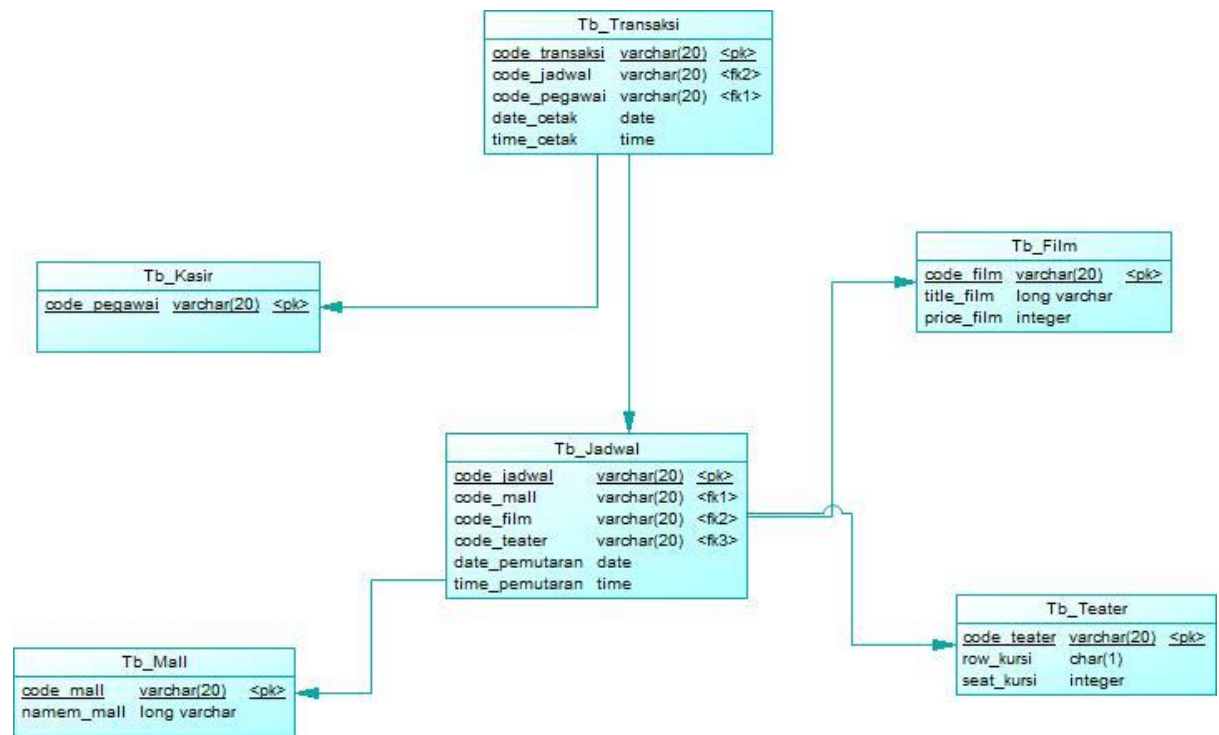 Tb_Transaksi
code_transaksi varchar(20) <pk>
code_jadwal varchar(20) <fk2>
code_pegawai varchar(20) <fk1>
date_cetak date
time_cetak time
Tb_Kasir
code_pegawai varchar(20) <pk>
Tb_Film
code_film varchar(20) <pk>
title_film long varchar
price_film integer
Tb_Jadwal
code_jadwal varchar(20) <pk>
code_mall varchar(20) <fk1>
code_film varchar(20) <fk2>
code_teater varchar(20) <fk3>
date_pemutaran date
time_pemutaran time
Tb_Teater
code_teater varchar(20) <pk>
row_kursi char(1)
seat_kursi integer
Tb_Mall
code_mall varchar(20) <pk>
namem_mall long varchar